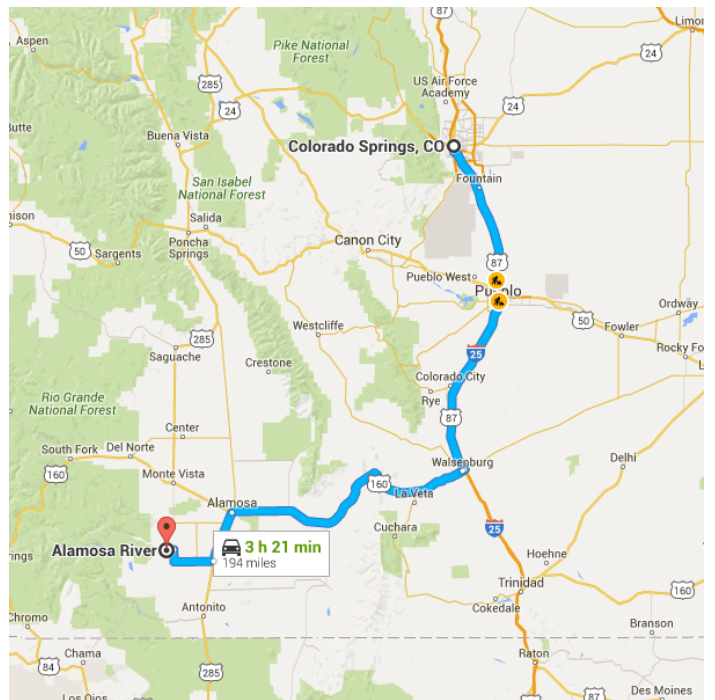 87
Limon
Aspen
Pike National
Forest
285
24
US Air Force
Academy
24
Butte
Buena Vista
24
Colorado Springs, CO
Fountain
San Isabel
National Forest
Salida
Poncha
Springs
50
Sargents
Canon City
87
Pueblo West
Pueblo
Ordway
50
Fowler
Rocky Fo
285
Westcliffe
25
Saguache
Crestone
Colorado City
Rye
87
Rio Grande
National Forest
Center
South Fork
Del Norte
160
Monte Vista
Walsenburg
Delhi
160
La Veta
Alamosa
25
Cuchara
Alamosa River
3 h 21 min
194 miles
Hoehne
Trinidad
160
Cokedale
Antonito
Branson
Chromo
Chama
84
285
Raton
87
Des Moines